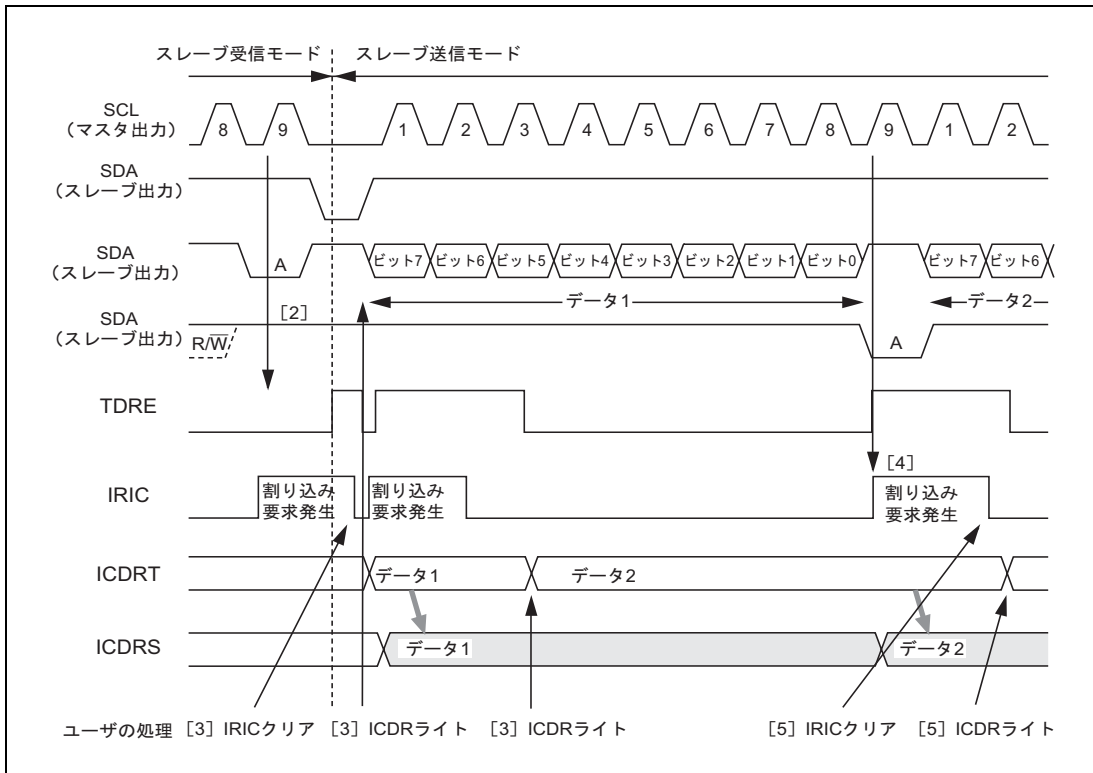 スレーブ受信モード スレーブ送信モード
SCL
（マスタ出力）
8 9 1 2 3 4 5 6 7 8 9 1 2
SDA
（スレーブ出力）
SDA
（スレーブ出力）
A ビット7 ビット6 ビット5 ビット4 ビット3 ビット2 ビット1 ビット0 ビット7 ビット6
データ1 データ2
SDA
（スレーブ出力）
R/W [2] A
TDRE
[4]
IRIC
割り込み
要求発生
割り込み
要求発生
割り込み
要求発生
ICDRT
データ1 データ2
ICDRS
データ1 データ2
ユーザの処理 [3] IRICクリア [3] ICDRライト [3] ICDRライト [5] IRICクリア [5] ICDRライト